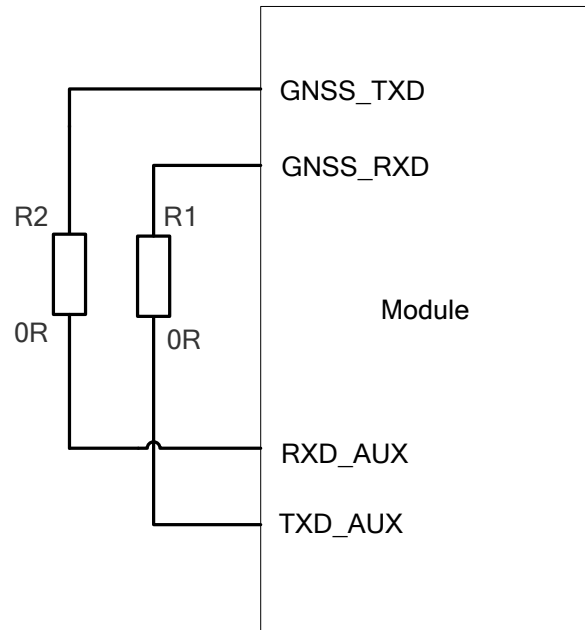 GNSS_TXD
GNSS_RXD
R2
R1
Module
0R
0R
RXD_AUX
TXD_AUX